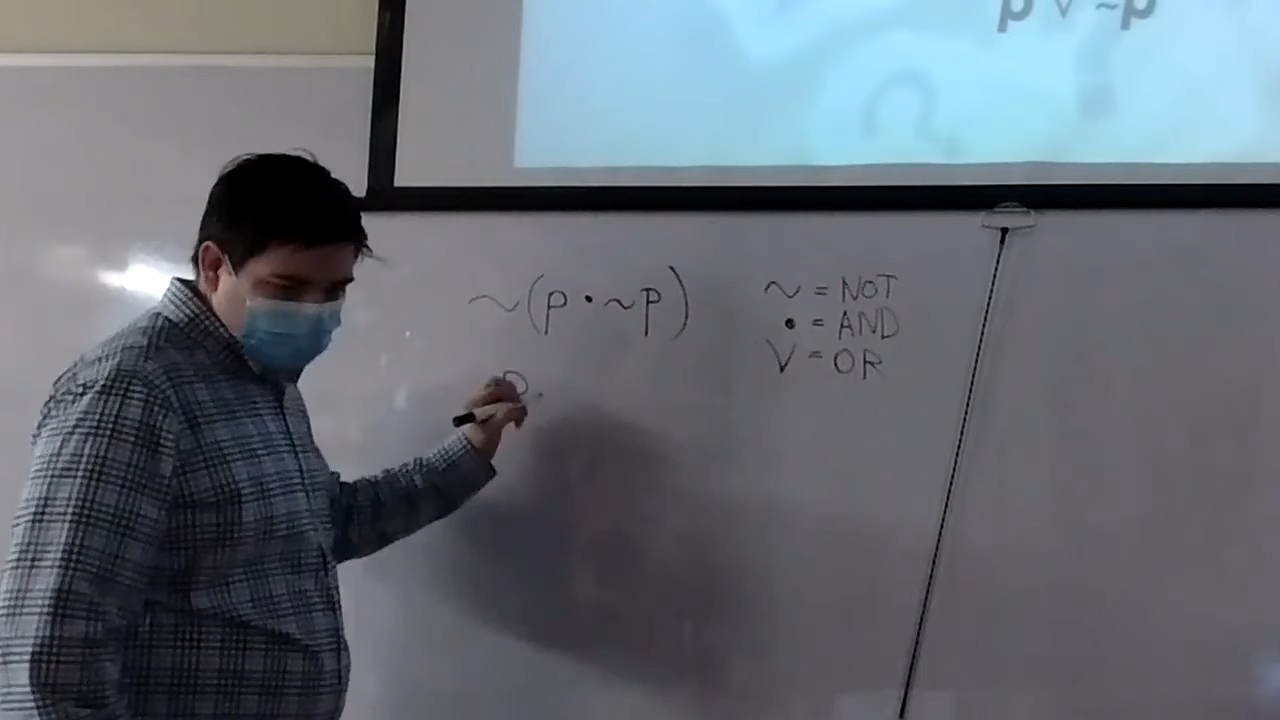 p ∨ ~p
~(p • ~p)
~ = NOT
• = AND
V = OR
P